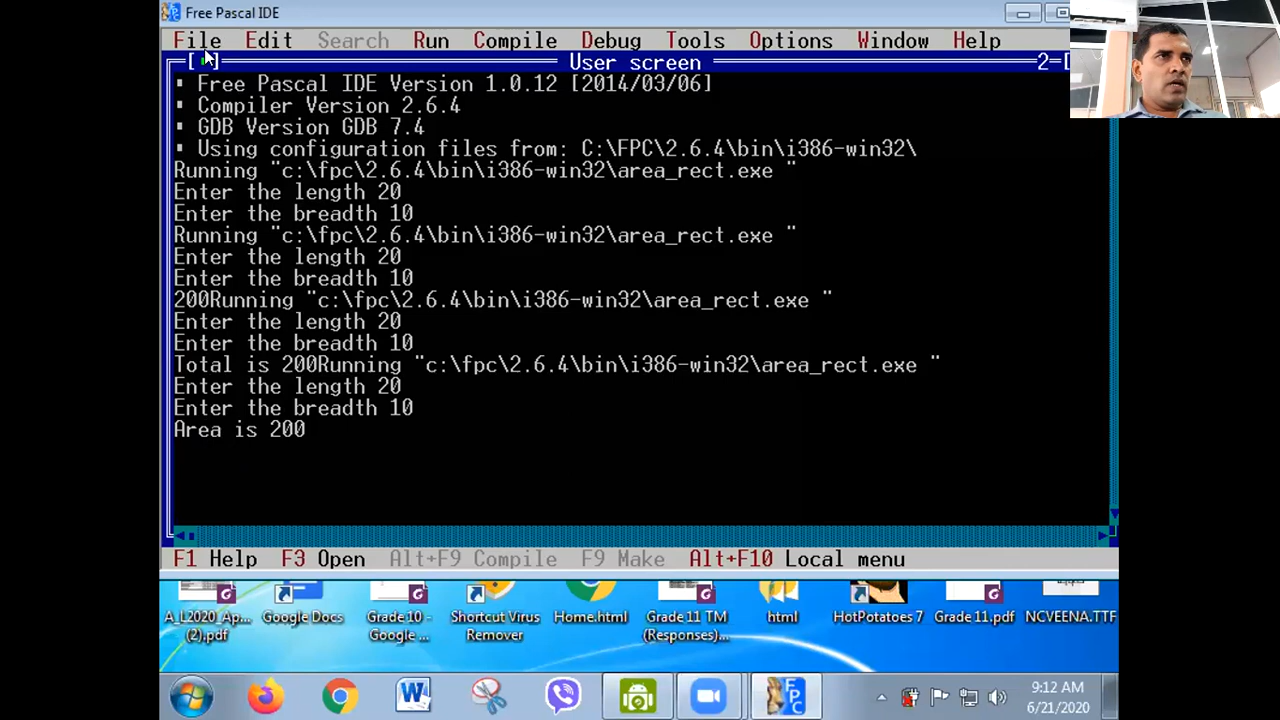 Free Pascal IDE
File Edit Search Run Compile Debug Tools Options Window Help
User screen 2
Free Pascal IDE Version 1.0.12 [2014/03/06]
Compiler Version 2.6.4
GDB Version GDB 7.4
Using configuration files from: C:\FPC\2.6.4\bin\i386-win32\
Running "c:\fpc\2.6.4\bin\i386-win32\area_rect.exe "
Enter the length 20
Enter the breadth 10
Running "c:\fpc\2.6.4\bin\i386-win32\area_rect.exe "
Enter the length 20
Enter the breadth 10
200Running "c:\fpc\2.6.4\bin\i386-win32\area_rect.exe "
Enter the length 20
Enter the breadth 10
Total is 200Running "c:\fpc\2.6.4\bin\i386-win32\area_rect.exe "
Enter the length 20
Enter the breadth 10
Area is 200
F1 Help F3 Open Alt+F9 Compile F9 Make Alt+F10 Local menu
A_L2020_Ap... Google Docs Grade 10 - Shortcut Virus Home.html Grade 11 TM html HotPotatoes 7 Grade 11.pdf NCVEENA.TTF
(2).pdf Google ... Remover (Responses)...
9:12 AM
6/21/2020